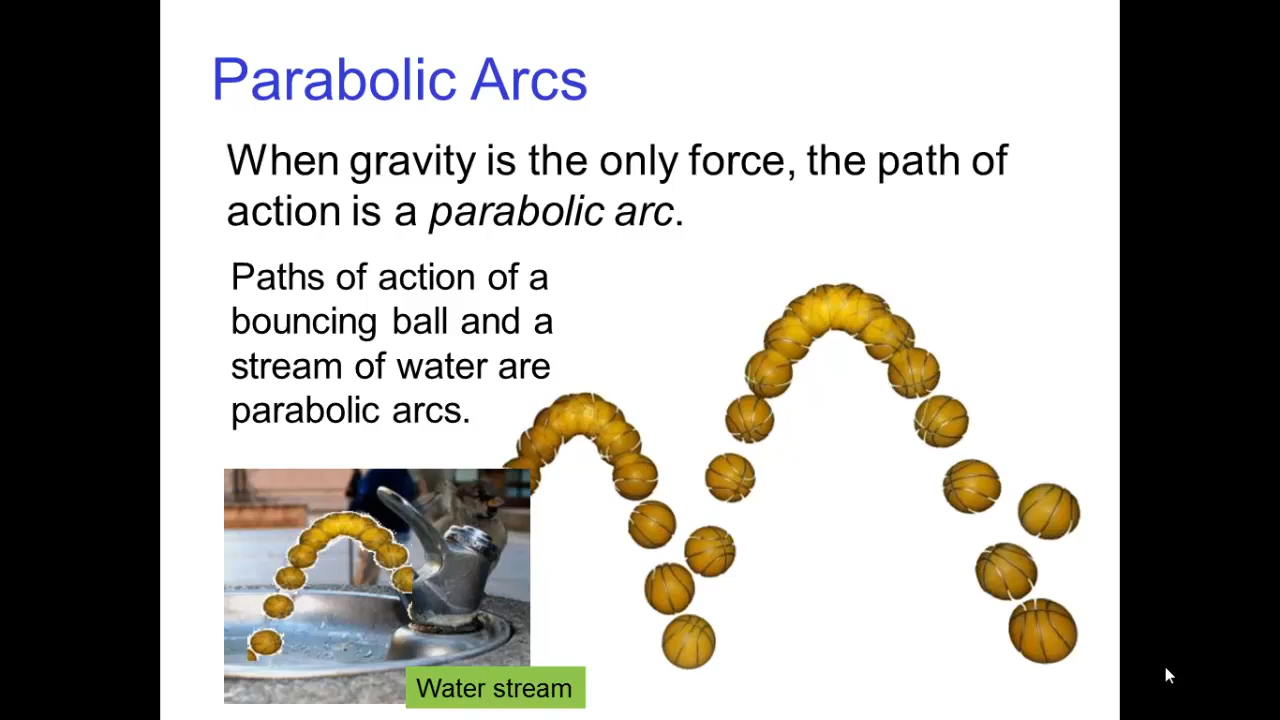 Parabolic Arcs
When gravity is the only force, the path of
action is a parabolic arc.
Paths of action of a
bouncing ball and a
stream of water are
parabolic arcs.
Water stream